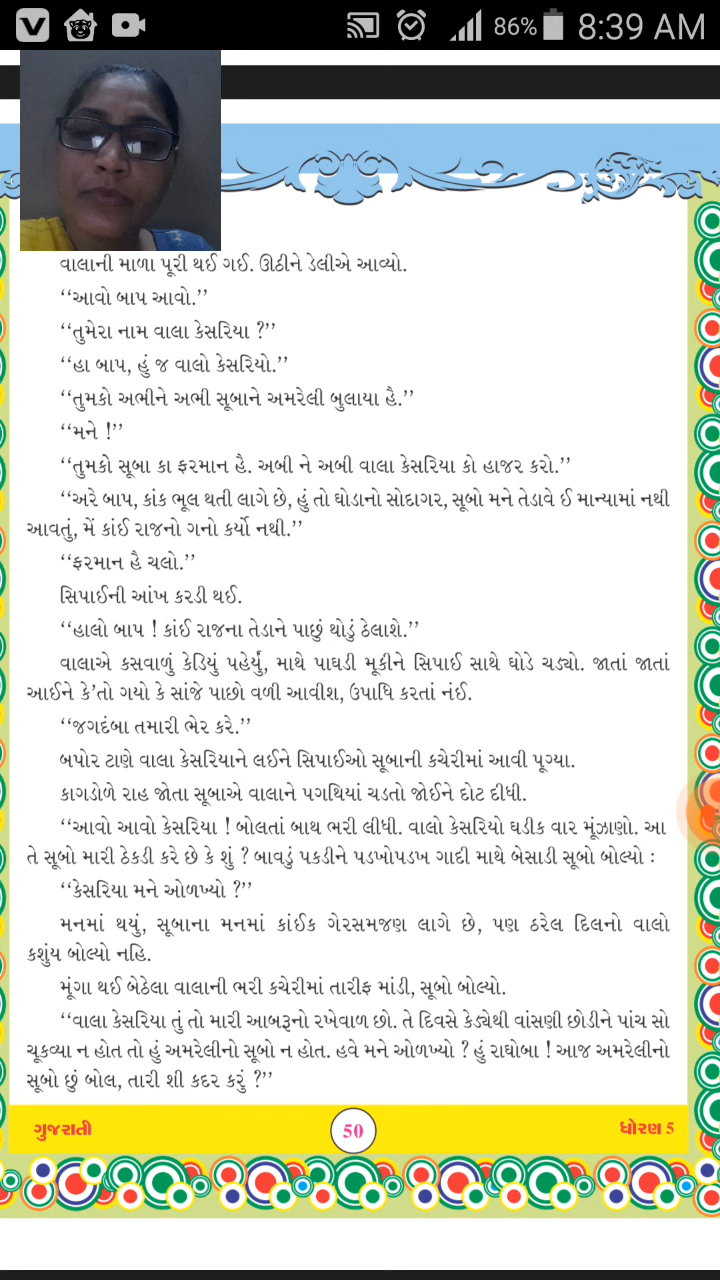 86% 8:39 AM
વાલાની માળા પૂરી થઈ ગઈ. ઊઠીને ડેલીએ આવ્યો.
‘‘આવો બાપ આવો.’’
‘‘તુમેરા નામ વાલા કેસરિયા ?’’
‘‘હા બાપ, હું જ વાલો કેસરિયો.’’
‘‘તુમકો અભીને અભી સૂબાને અમરેલી બુલાયા હૈ.’’
‘‘મને !’’
‘‘તુમકો સૂબા કા ફરમાન હૈ. અબી ને અબી વાલા કેસરિયા કો હાજર કરો.’’
‘‘અરે બાપ, કાંક ભૂલ થતી લાગે છે, હું તો ઘોડાનો સોદાગર, સૂબો મને તેડાવે ઈ માન્યામાં નથી
આવતું, મેં કાંઈ રાજનો ગનો કર્યો નથી.’’
‘‘ફરમાન હૈ ચલો.’’
સિપાઈની આંખ કરડી થઈ.
‘‘હાલો બાપ ! કાંઈ રાજના તેડાને પાછું થોડું ઠેલાશે.’’
વાલાએ કસવાળું કેડિયું પહેર્યું, માથે પાઘડી મૂકીને સિપાઈ સાથે ઘોડે ચડ્યો. જાતાં જાતાં
આઈને કે’તો ગયો કે સાંજે પાછો વળી આવીશ, ઉપાધિ કરતાં નંઈ.
‘‘જગદંબા તમારી ભેર કરે.’’
બપોર ટાણે વાલા કેસરિયાને લઈને સિપાઈઓ સૂબાની કચેરીમાં આવી પૂગ્યા.
કાગડોળે રાહ જોતા સૂબાએ વાલાને પગથિયાં ચડતો જોઈને દોટ દીધી.
‘‘આવો આવો કેસરિયા ! બોલતાં બાથ ભરી લીધી. વાલો કેસરિયો ઘડીક વાર મૂંઝાણો. આ
તે સૂબો મારી ઠેકડી કરે છે કે શું ? બાવડું પકડીને પડખોપડખ ગાદી માથે બેસાડી સૂબો બોલ્યો :
‘‘કેસરિયા મને ઓળખ્યો ?’’
મનમાં થયું, સૂબાના મનમાં કાંઈક ગેરસમજણ લાગે છે, પણ ઠરેલ દિલનો વાલો
કશુંય બોલ્યો નહિ.
મૂંગા થઈ બેઠેલા વાલાની ભરી કચેરીમાં તારીફ માંડી, સૂબો બોલ્યો.
‘‘વાલા કેસરિયા તું તો મારી આબરૂનો રખેવાળ છો. તે દિવસે કેડ્યેથી વાંસણી છોડીને પાંચ સો
ચૂકવ્યા ન હોત તો હું અમરેલીનો સૂબો ન હોત. હવે મને ઓળખ્યો ? હું રાઘોબા ! આજ અમરેલીનો
સૂબો છું બોલ, તારી શી કદર કરું ?’’
ગુજરાતી 50 ધોરણ 5